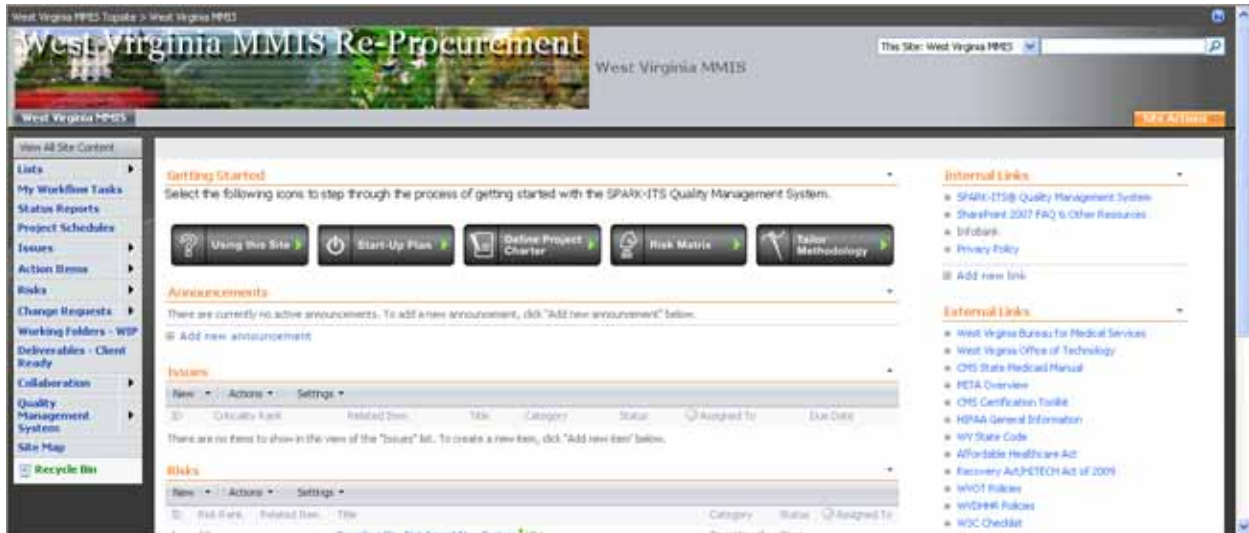 West Virginia MMIS Topsite > West Virginia MMIS
West Virginia MMIS Re-Procurement
West Virginia MMIS
This Site: West Virginia MMIS
West Virginia MMIS
Site Actions
View All Site Content
Lists
My Workflow Tasks
Status Reports
Project Schedules
Issues
Action Items
Risks
Change Requests
Working Folders - WIP
Deliverables - Client
Ready
Collaboration
Quality
Management
System
Site Map
Recycle Bin
Getting Started
Select the following icons to step through the process of getting started with the SPARK-ITS Quality Management System.
Using this Site
Start-Up Plan
Define Project
Charter
Risk Matrix
Tailor
Methodology
Announcements
There are currently no active announcements. To add a new announcement, click "Add new announcement" below.
Add new announcement
Issues
New Actions Settings
ID Criticality Rank Related Item Title Category Status Assigned To Due Date
There are no items to show in this view of the "Issues" list. To create a new item, click "Add new item" below.
Risks
New Actions Settings
ID Risk Rank Related Item Title Category Status Assigned To
Internal Links
SPARK-ITS® Quality Management System
SharePoint 2007 FAQ & Other Resources
Infobank
Privacy Policy
Add new link
External Links
West Virginia Bureau for Medical Services
West Virginia Office of Technology
CMS State Medicaid Manual
MITA Overview
CMS Certification Toolkit
HIPAA General Information
WV State Code
Affordable Healthcare Act
Recovery Act/HITECH Act of 2009
WVOT Policies
WVDHHR Policies
W3C Checklist